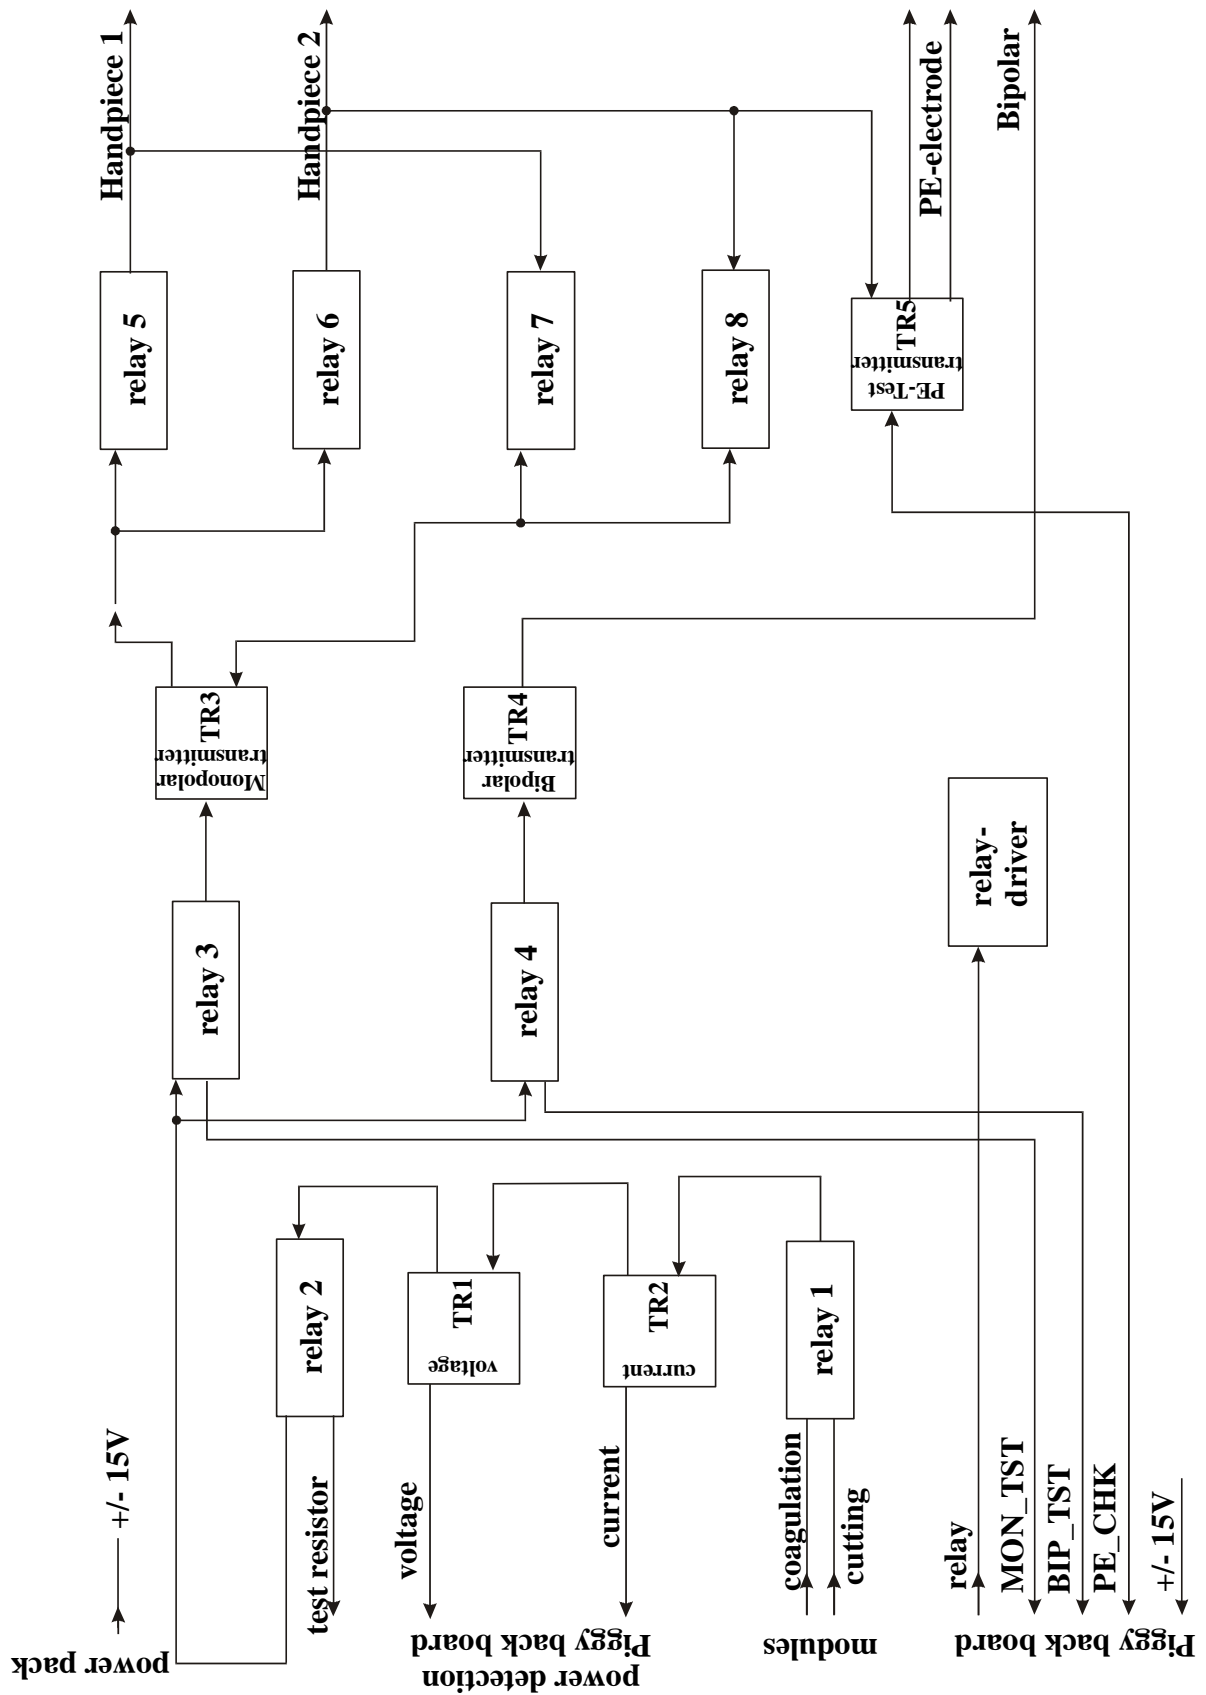 Handpiece 1
Handpiece 2
PE-electrode
Bipolar
relay 5
relay 6
relay 7
relay 8
TR5
PE-Test
transmitter
TR3
Monopolar
transmitter
TR4
Bipolar
transmitter
relay 3
relay 4
relay-
driver
relay 2
TR1
voltage
TR2
current
relay 1
+/- 15V
test resistor
voltage
current
coagulation
cutting
relay
MON_TST
BIP_TST
PE_CHK
+/- 15V
power pack
power detection
Piggy back board
modules
Piggy back board